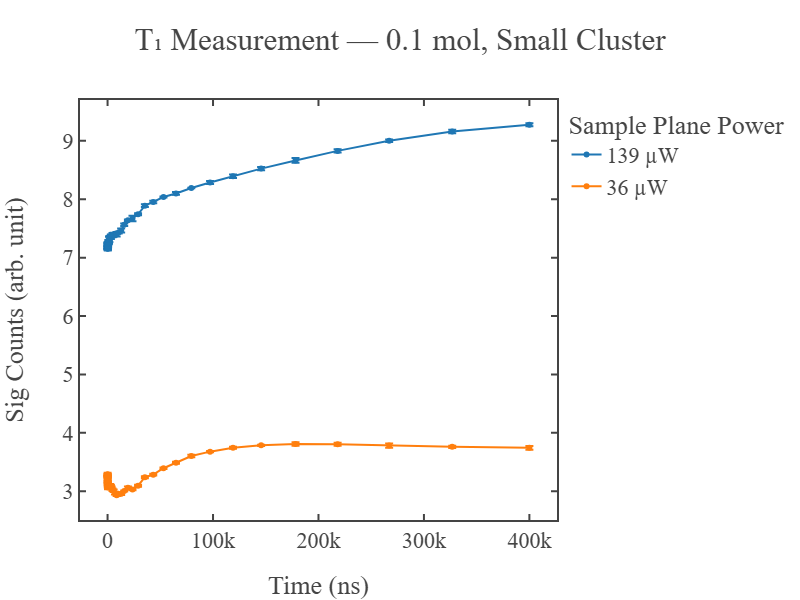 T₁ Measurement — 0.1 mol, Small Cluster
Sample Plane Power
139 µW
36 µW
Sig Counts (arb. unit)
9
8
7
6
5
4
3
0 100k 200k 300k 400k
Time (ns)